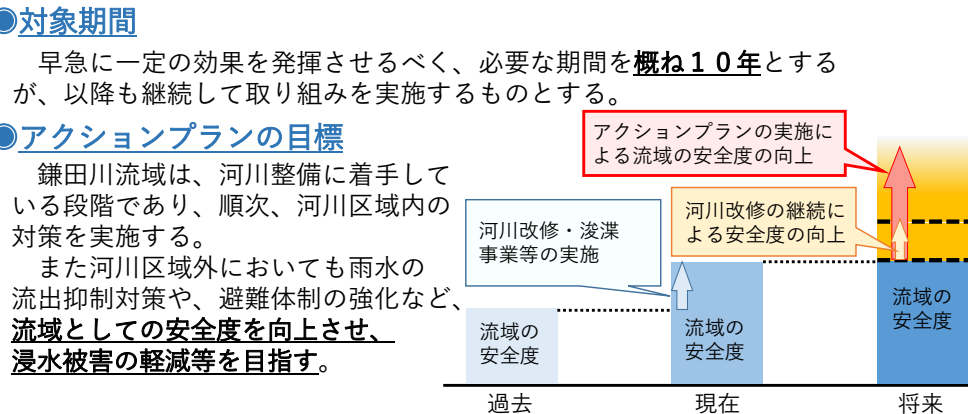 ●対象期間
早急に一定の効果を発揮させるべく、必要な期間を概ね１０年とする
が、以降も継続して取り組みを実施するものとする。
●アクションプランの目標
鎌田川流域は、河川整備に着手して
いる段階であり、順次、河川区域内の
対策を実施する。
また河川区域外においても雨水の
流出抑制対策や、避難体制の強化など、
流域としての安全度を向上させ、
浸水被害の軽減等を目指す。
アクションプランの実施に
よる流域の安全度の向上
河川改修の継続に
よる安全度の向上
河川改修・浚渫
事業等の実施
流域の
安全度
流域の
安全度
流域の
安全度
過去
現在
将来